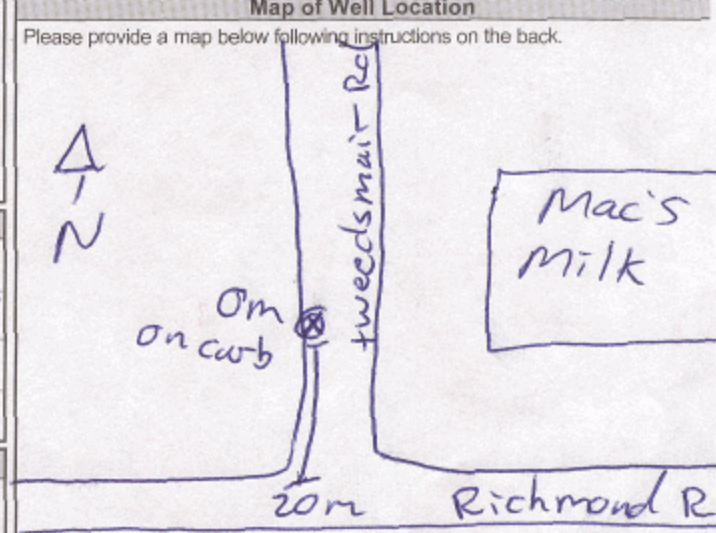 Map of Well Location
Please provide a map below following instructions on the back.
tweedsmair Rd
N
Mac's
Milk
0m
on curb
20m
Richmond R